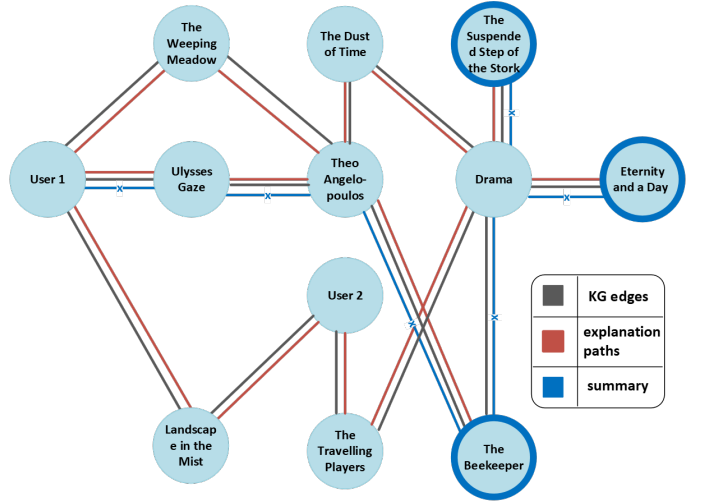 The
Weeping
Meadow
The Dust
of Time
The
Suspende
d Step of
the Stork
User 1
Ulysses
Gaze
Theo
Angelo-
poulos
Drama
Eternity
and a Day
x
x
x
x
x
x
User 2
KG edges
explanation
paths
summary
Landscap
e in the
Mist
The
Travelling
Players
The
Beekeeper